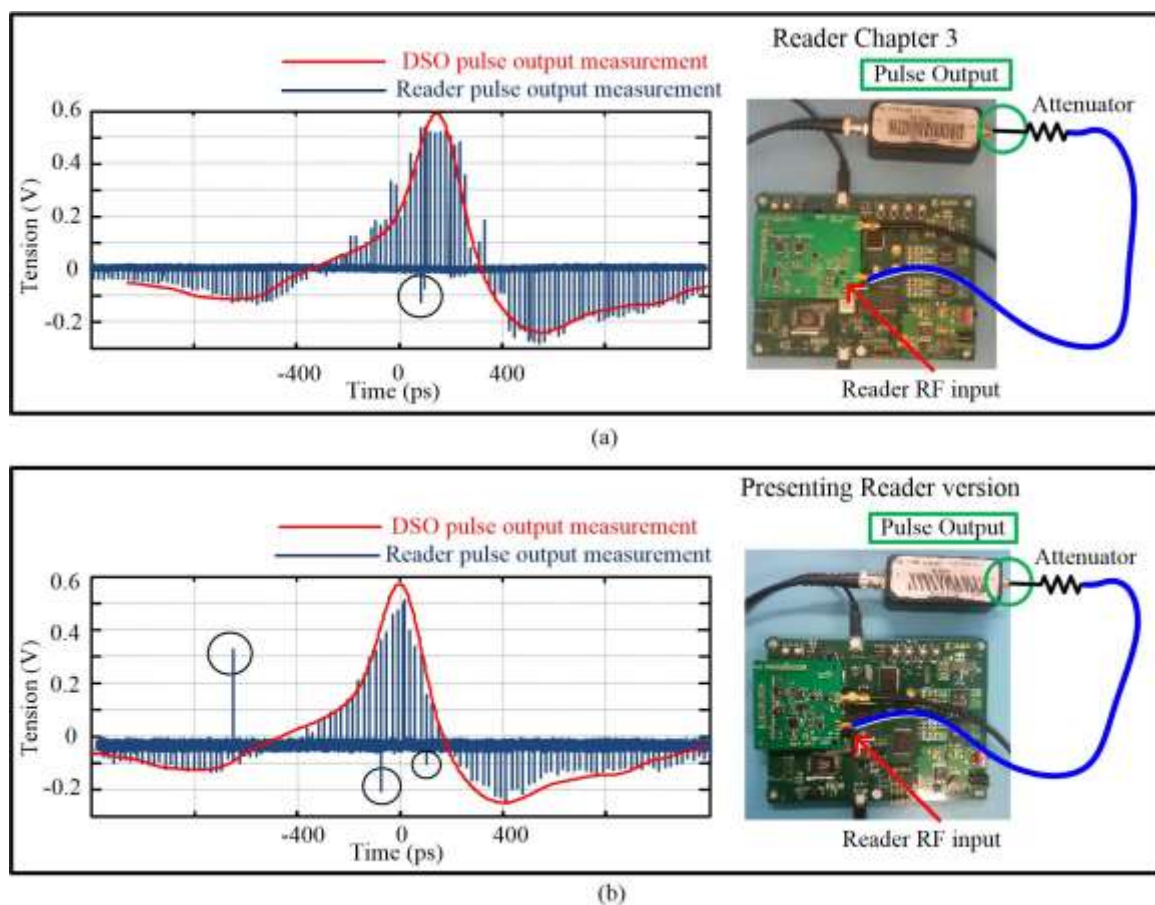 Reader Chapter 3
DSO pulse output measurement
Reader pulse output measurement
Pulse Output
Attenuator
0.6
0.4
0.2
0
-0.2
Tension (V)
-400
0
400
Time (ps)
Reader RF input
(a)
Presenting Reader version
DSO pulse output measurement
Reader pulse output measurement
Pulse Output
Attenuator
0.6
0.4
0.2
0
-0.2
Tension (V)
-400
0
400
Time (ps)
Reader RF input
(b)